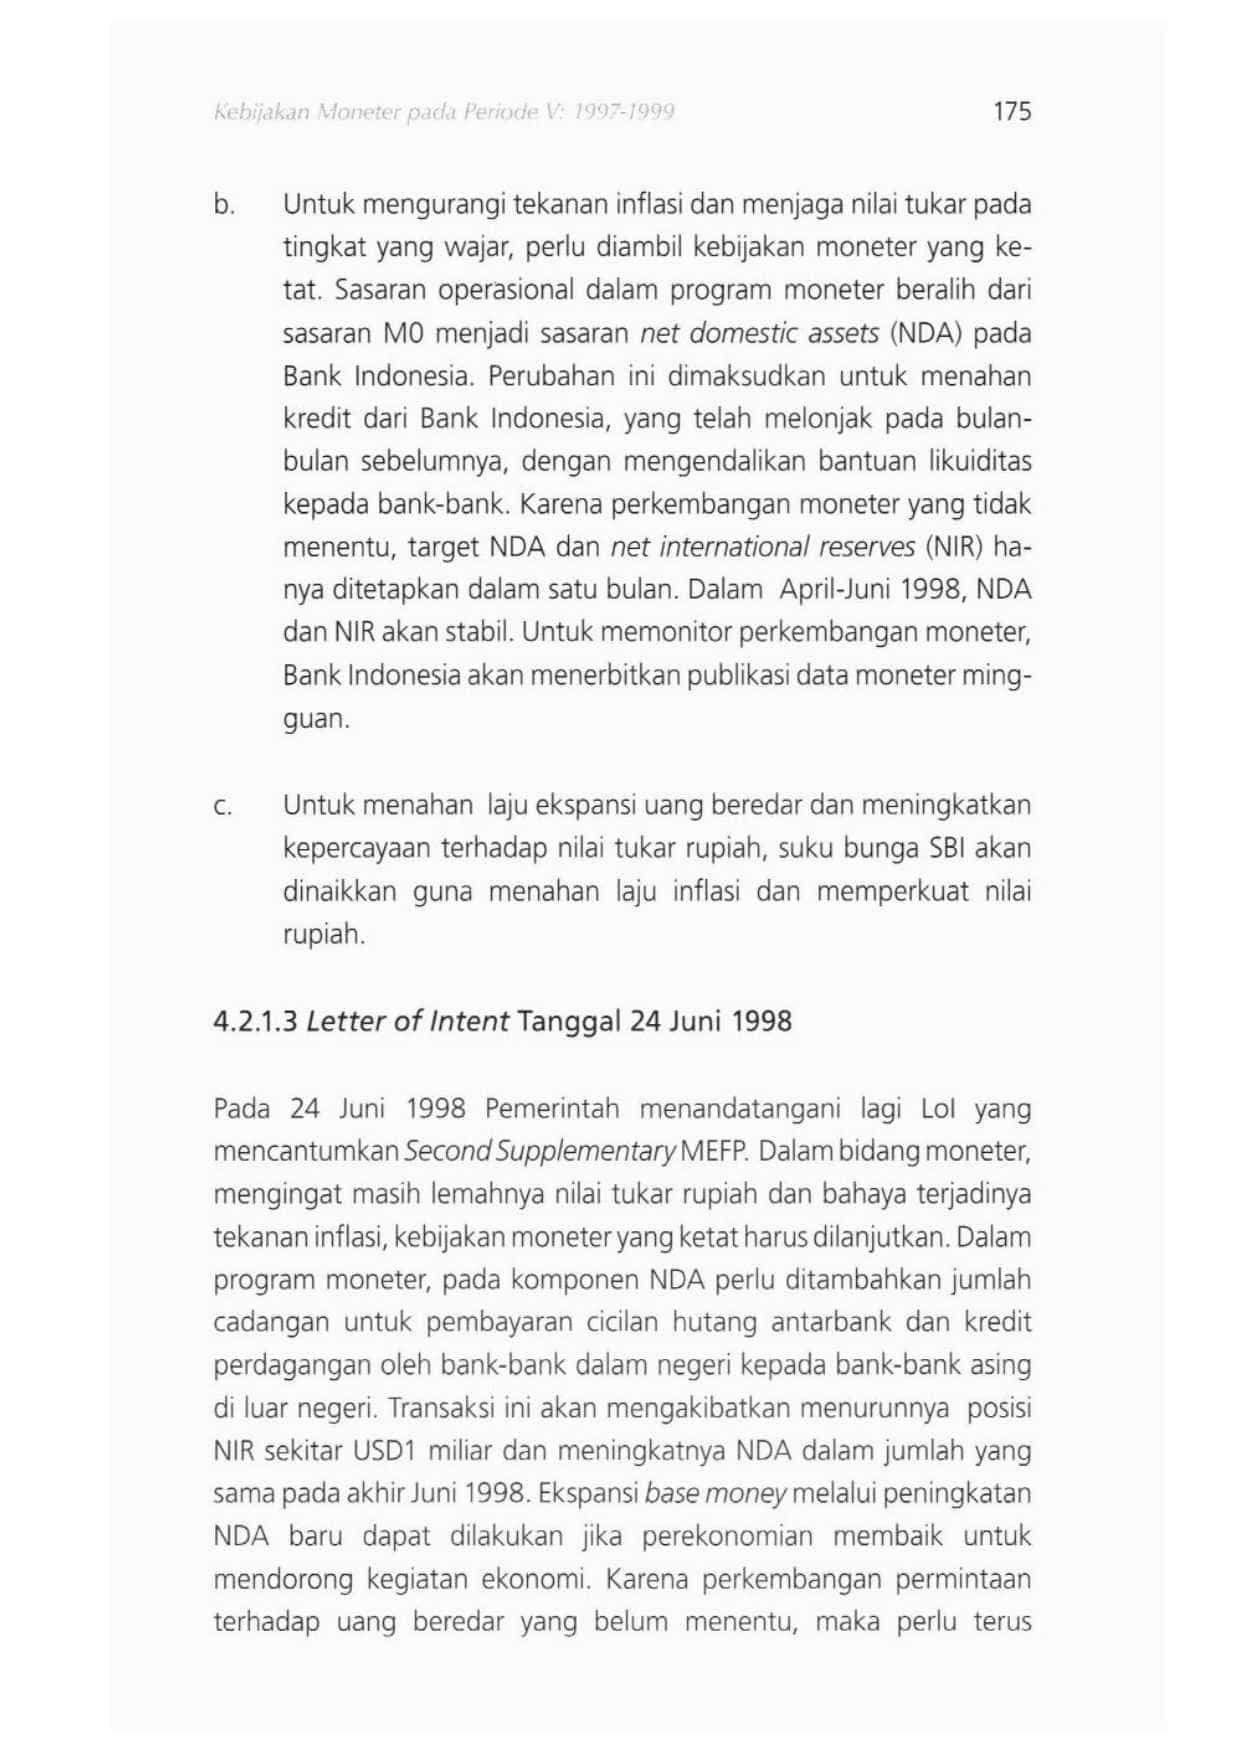 Kebijakan Moneter pada Periode V: 1997-1999 175
b. Untuk mengurangi tekanan inflasi dan menjaga nilai tukar pada
tingkat yang wajar, perlu diambil kebijakan moneter yang ke-
tat. Sasaran operasional dalam program moneter beralih dari
sasaran M0 menjadi sasaran net domestic assets (NDA) pada
Bank Indonesia. Perubahan ini dimaksudkan untuk menahan
kredit dari Bank Indonesia, yang telah melonjak pada bulan-
bulan sebelumnya, dengan mengendalikan bantuan likuiditas
kepada bank-bank. Karena perkembangan moneter yang tidak
menentu, target NDA dan net international reserves (NIR) ha-
nya ditetapkan dalam satu bulan. Dalam April-Juni 1998, NDA
dan NIR akan stabil. Untuk memonitor perkembangan moneter,
Bank Indonesia akan menerbitkan publikasi data moneter ming-
guan.
c. Untuk menahan laju ekspansi uang beredar dan meningkatkan
kepercayaan terhadap nilai tukar rupiah, suku bunga SBI akan
dinaikkan guna menahan laju inflasi dan memperkuat nilai
rupiah.
4.2.1.3 Letter of Intent Tanggal 24 Juni 1998
Pada 24 Juni 1998 Pemerintah menandatangani lagi LoI yang
mencantumkan Second Supplementary MEFP. Dalam bidang moneter,
mengingat masih lemahnya nilai tukar rupiah dan bahaya terjadinya
tekanan inflasi, kebijakan moneter yang ketat harus dilanjutkan. Dalam
program moneter, pada komponen NDA perlu ditambahkan jumlah
cadangan untuk pembayaran cicilan hutang antarbank dan kredit
perdagangan oleh bank-bank dalam negeri kepada bank-bank asing
di luar negeri. Transaksi ini akan mengakibatkan menurunnya posisi
NIR sekitar USD1 miliar dan meningkatnya NDA dalam jumlah yang
sama pada akhir Juni 1998. Ekspansi base money melalui peningkatan
NDA baru dapat dilakukan jika perekonomian membaik untuk
mendorong kegiatan ekonomi. Karena perkembangan permintaan
terhadap uang beredar yang belum menentu, maka perlu terus